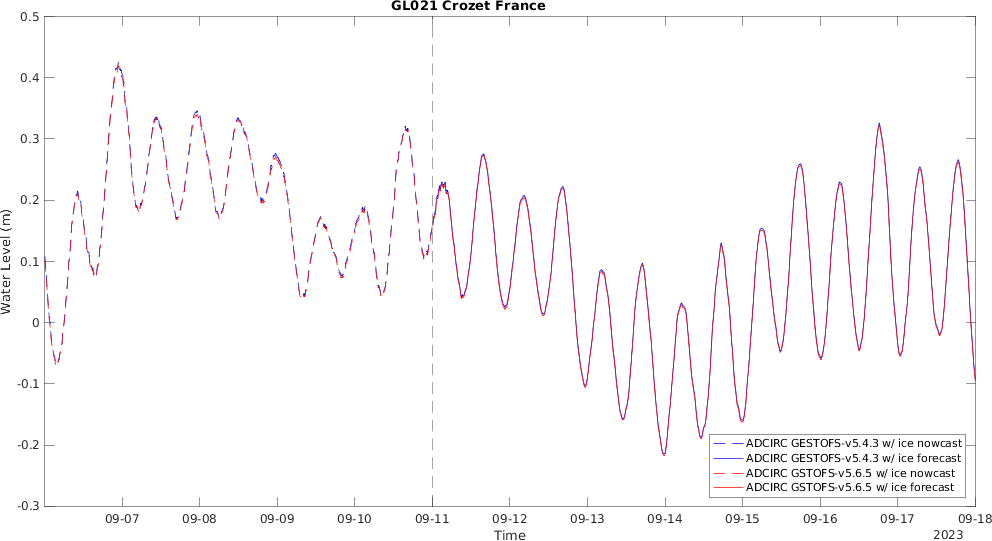 GL021 Crozet France
0.5
0.4
0.3
0.2
0.1
0
-0.1
-0.2
-0.3
Water Level (m)
ADCIRC GESTOFS-v5.4.3 w/ ice nowcast
ADCIRC GESTOFS-v5.4.3 w/ ice forecast
ADCIRC GSTOFS-v5.6.5 w/ ice nowcast
ADCIRC GSTOFS-v5.6.5 w/ ice forecast
09-07 09-08 09-09 09-10 09-11 09-12 09-13 09-14 09-15 09-16 09-17 09-18
Time
2023